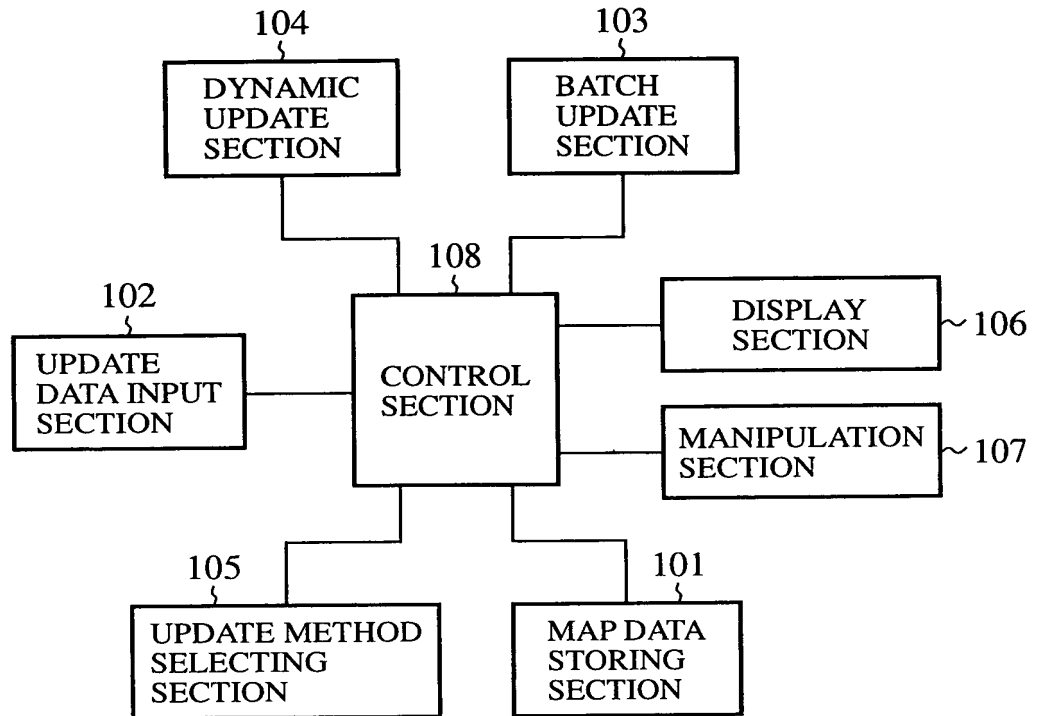 104
DYNAMIC
UPDATE
SECTION
103
BATCH
UPDATE
SECTION
108
CONTROL
SECTION
102
UPDATE
DATA INPUT
SECTION
DISPLAY
SECTION
106
MANIPULATION
SECTION
107
105
UPDATE METHOD
SELECTING
SECTION
101
MAP DATA
STORING
SECTION